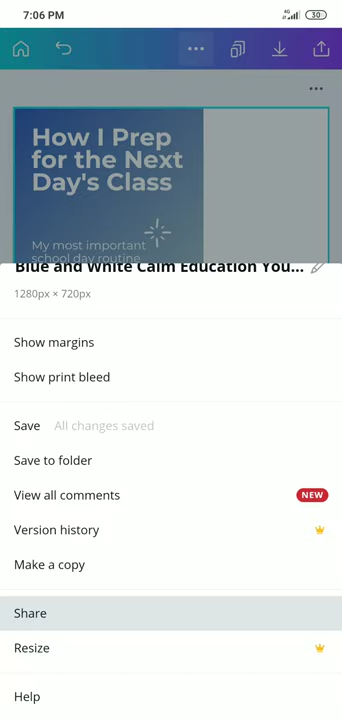 7:06 PM
4G
30
How I Prep
for the Next
Day's Class
My most important
school day routine
Blue and White Calm Education You...
1280px × 720px
Show margins
Show print bleed
Save All changes saved
Save to folder
View all comments NEW
Version history
Make a copy
Share
Resize
Help